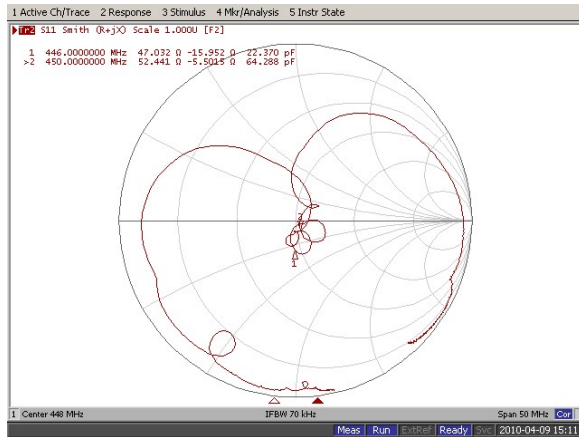 1 Active Ch/Trace 2 Response 3 Stimulus 4 Mkr/Analysis 5 Instr State
Tr2 S11 Smith (R+jX) Scale 1.000U [F2]
1 446.0000000 MHz 47.032 Ω -15.952 Ω 22.370 pF
>2 450.0000000 MHz 52.441 Ω -5.5015 Ω 64.288 pF
2
1
1 Center 448 MHz IFBW 70 kHz Span 50 MHz Cor
Meas Run ExtRef Ready Svc 2010-04-09 15:11